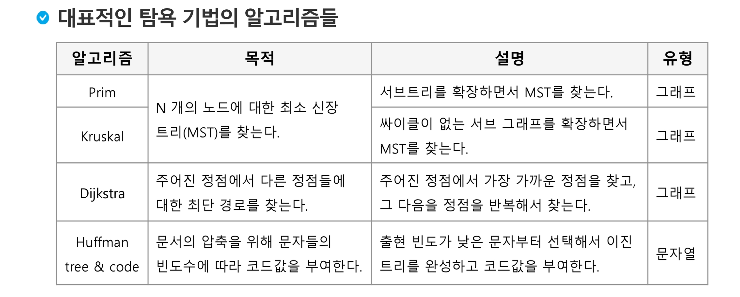 대표적인 탐욕 기법의 알고리즘들
알고리즘 목적 설명 유형
Prim
N 개의 노드에 대한 최소 신장
트리(MST)를 찾는다.
서브트리를 확장하면서 MST를 찾는다.
그래프
Kruskal
싸이클이 없는 서브 그래프를 확장하면서
MST를 찾는다.
그래프
Dijkstra
주어진 정점에서 다른 정점들에
대한 최단 경로를 찾는다.
주어진 정점에서 가장 가까운 정점을 찾고,
그 다음을 정점을 반복해서 찾는다.
그래프
Huffman
tree & code
문서의 압축을 위해 문자들의
빈도수에 따라 코드값을 부여한다.
출현 빈도가 낮은 문자부터 선택해서 이진
트리를 완성하고 코드값을 부여한다.
문자열